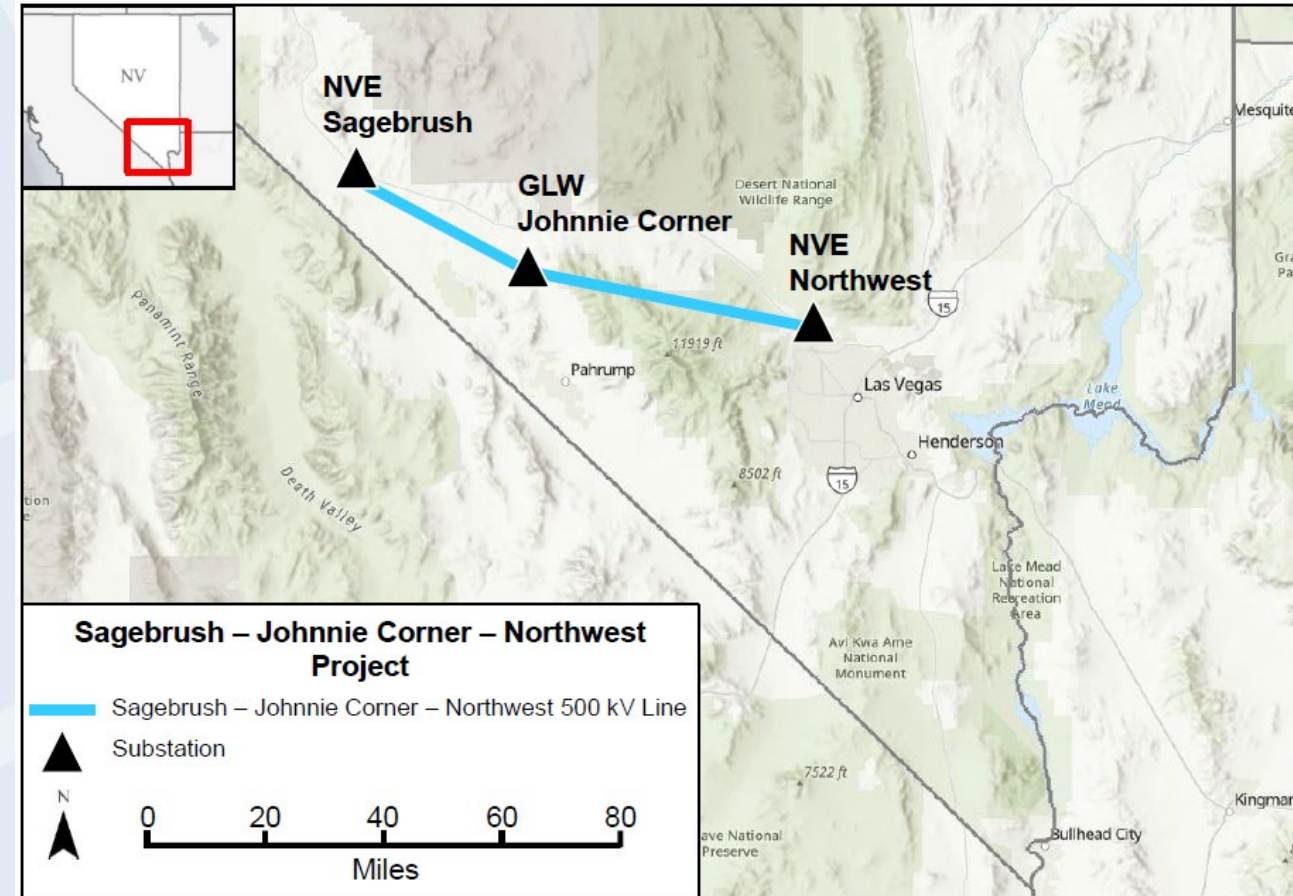 NV
NVE
Sagebrush
GLW
Johnnie Corner
NVE
Northwest
Desert National
Wildlife Range
Mesquite
15
Panamint Range
11919 ft
Pahrump
Las Vegas
Lake
Mead
Henderson
8502 ft
15
Death Valley
Lake Mead
National
Recreation
Area
Avi Kwa Ame
National
Monument
7522 ft
Kingman
National
Preserve
Bullhead City
Sagebrush – Johnnie Corner – Northwest
Project
Sagebrush – Johnnie Corner – Northwest 500 kV Line
Substation
N
0 20 40 60 80
Miles